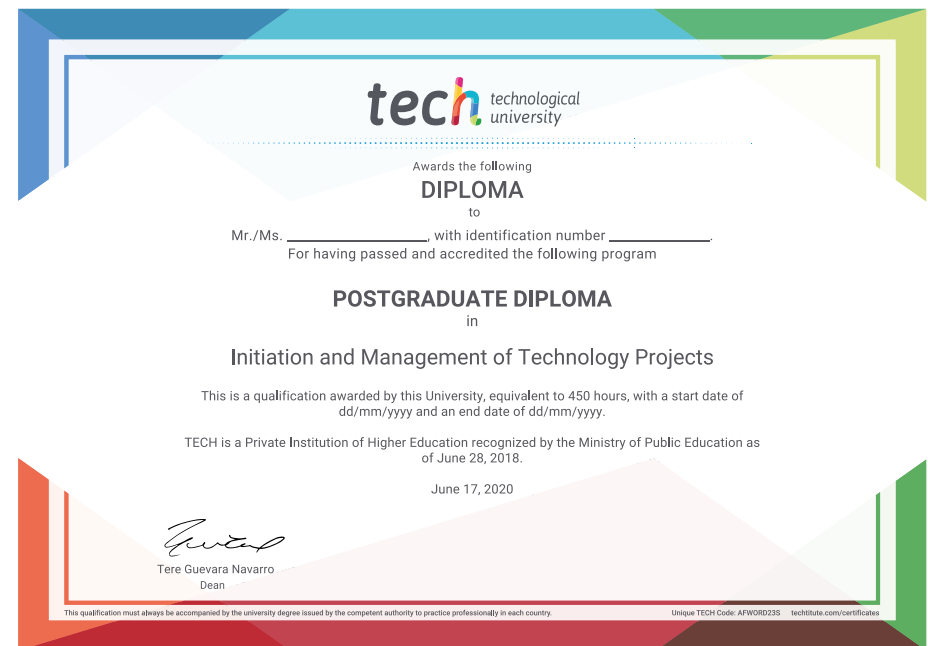 tech technological
university
Awards the following
DIPLOMA
to
Mr./Ms. ____________________, with identification number ______________.
For having passed and accredited the following program
POSTGRADUATE DIPLOMA
in
Initiation and Management of Technology Projects
This is a qualification awarded by this University, equivalent to 450 hours, with a start date of
dd/mm/yyyy and an end date of dd/mm/yyyy.
TECH is a Private Institution of Higher Education recognized by the Ministry of Public Education as
of June 28, 2018.
June 17, 2020
Tere Guevara Navarro
Dean
This qualification must always be accompanied by the university degree issued by the competent authority to practice professionally in each country.
Unique TECH Code: AFWORD23S techtitute.com/certificates